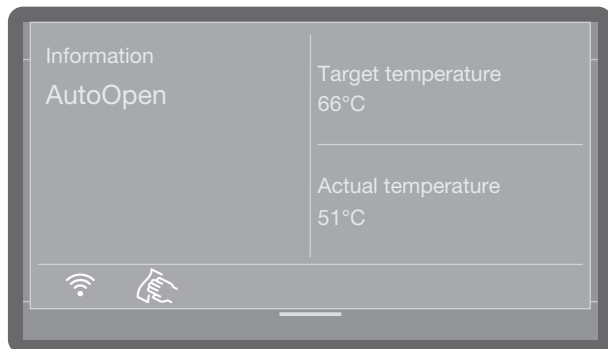 Information
AutoOpen
Target temperature
66°C
Actual temperature
51°C